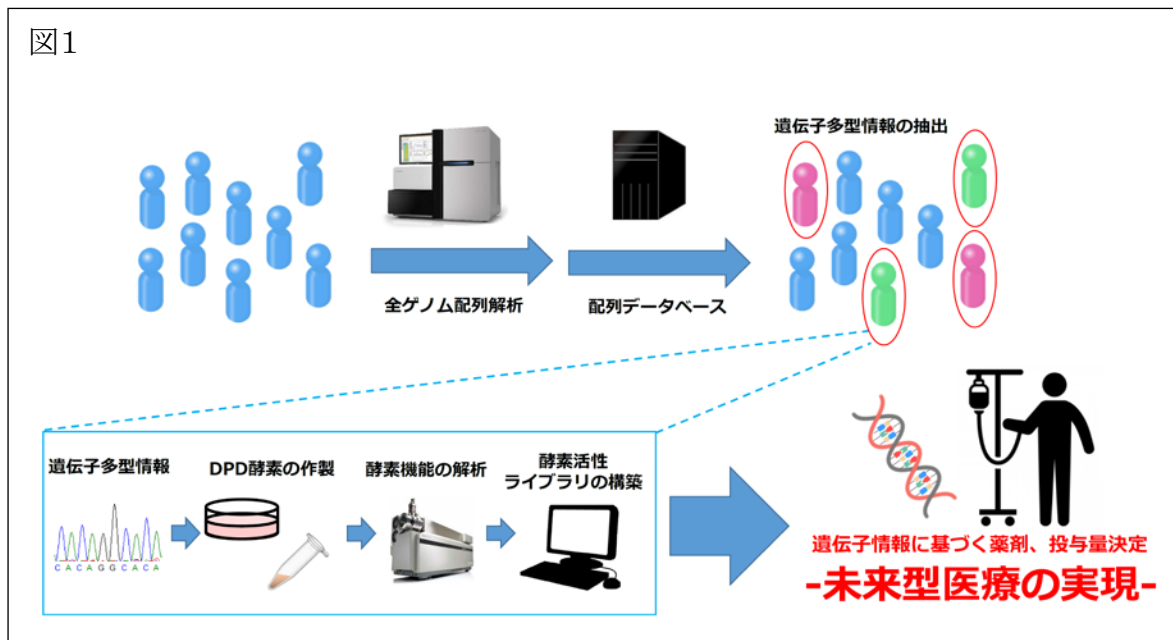 図1
遺伝子多型情報の抽出
全ゲノム配列解析
配列データベース
遺伝子多型情報
DPD酵素の作製
酵素機能の解析
酵素活性
ライブラリの構築
CACAGGCACA
遺伝子情報に基づく薬剤、投与量決定
-未来型医療の実現-